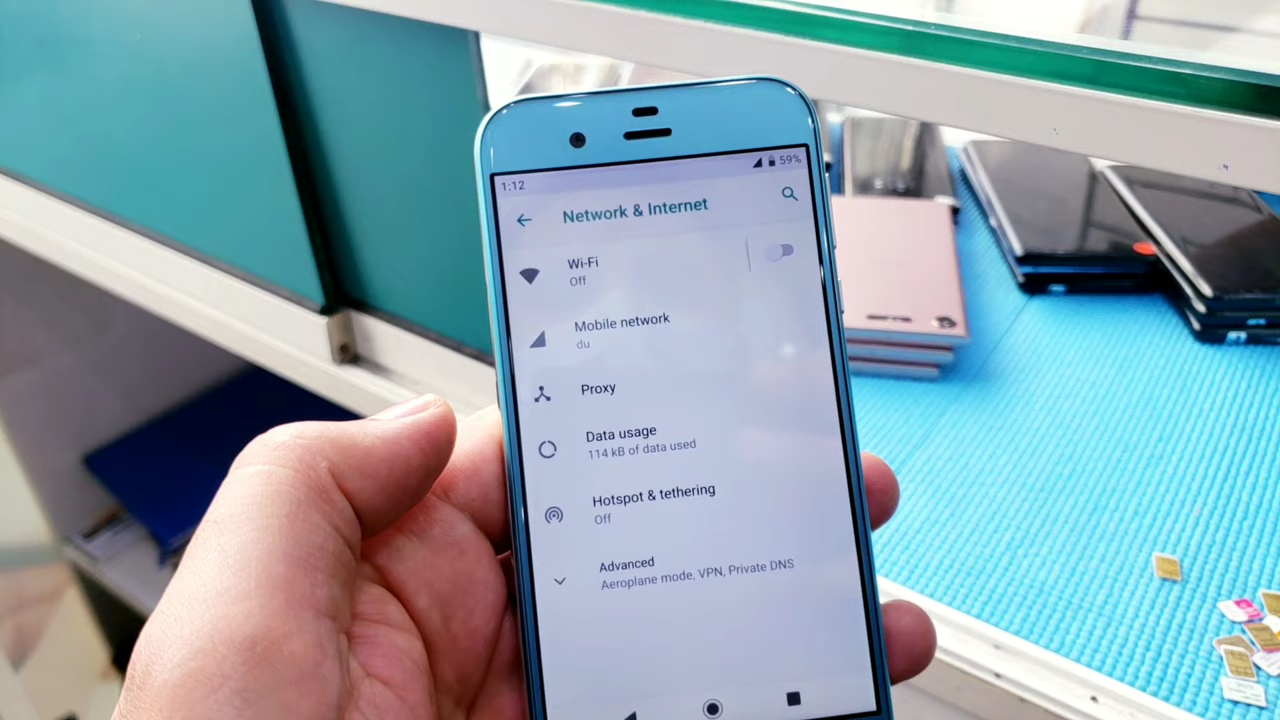 1:12
59%
Network & Internet
Wi-Fi
Off
Mobile network
du
Proxy
Data usage
114 kB of data used
Hotspot & tethering
Off
Advanced
Aeroplane mode, VPN, Private DNS